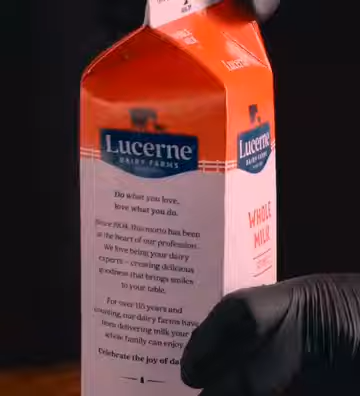 Lucerne
DAIRY FARMS
Do what you love,
love what you do.
Since 1904, this motto has been
at the heart of our profession.
We love being your dairy
experts – creating delicious
goodness that brings smiles
to your table.
For over 115 years and
counting, our dairy farms have
been delivering milk your
whole family can enjoy.
Celebrate the joy of
Lucerne
DAIRY FARMS
WHOLE
MILK